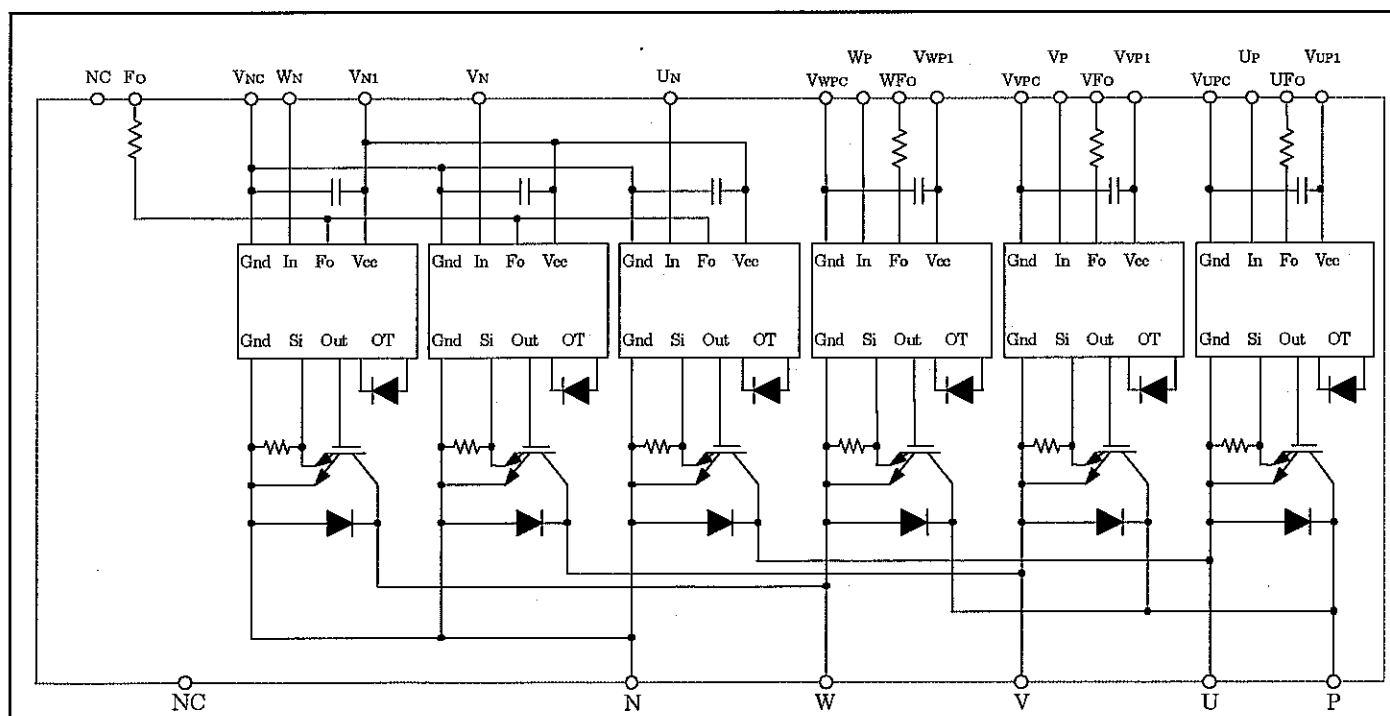 WP VWP1 VP VVP1 UP VUP1
NC FO VNC WN VN1 VN UN VWPC WFO VVPC VFO VUPC UFO
Gnd In Fo Vcc Gnd In Fo Vcc Gnd In Fo Vcc Gnd In Fo Vcc Gnd In Fo Vcc Gnd In Fo Vcc
Gnd Si Out OT Gnd Si Out OT Gnd Si Out OT Gnd Si Out OT Gnd Si Out OT Gnd Si Out OT
NC N W V U P